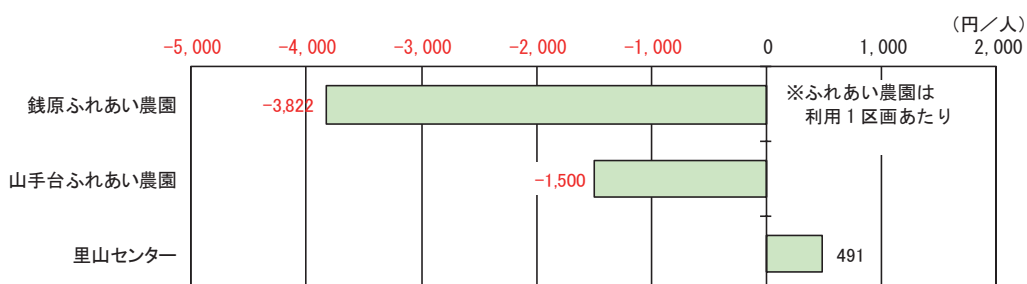 （円／人）
-5,000 -4,000 -3,000 -2,000 -1,000 0 1,000 2,000
銭原ふれあい農園 -3,822
※ふれあい農園は
利用１区画あたり
山手台ふれあい農園 -1,500
里山センター 491